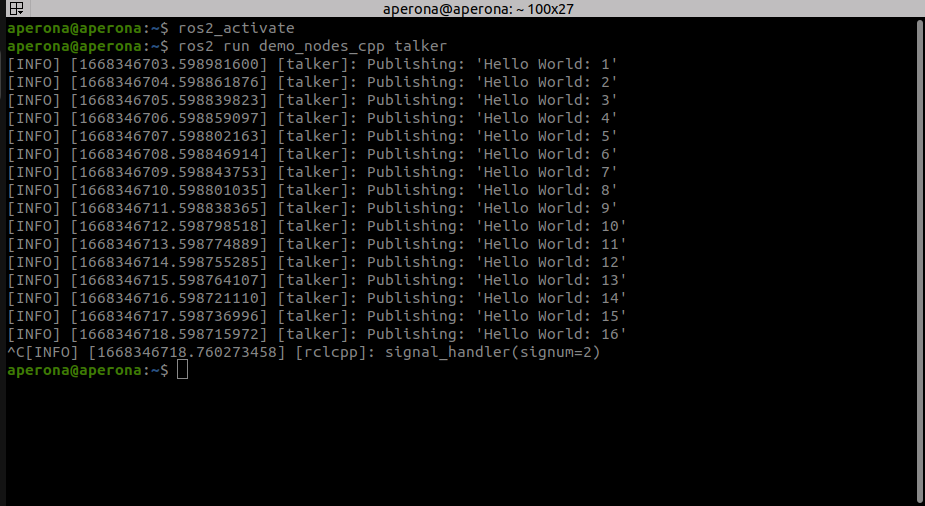 aperona@aperona: ~ 100x27
aperona@aperona:~$ ros2_activate
aperona@aperona:~$ ros2 run demo_nodes_cpp talker
[INFO] [1668346703.598981600] [talker]: Publishing: 'Hello World: 1'
[INFO] [1668346704.598861876] [talker]: Publishing: 'Hello World: 2'
[INFO] [1668346705.598839823] [talker]: Publishing: 'Hello World: 3'
[INFO] [1668346706.598859097] [talker]: Publishing: 'Hello World: 4'
[INFO] [1668346707.598802163] [talker]: Publishing: 'Hello World: 5'
[INFO] [1668346708.598846914] [talker]: Publishing: 'Hello World: 6'
[INFO] [1668346709.598843753] [talker]: Publishing: 'Hello World: 7'
[INFO] [1668346710.598801035] [talker]: Publishing: 'Hello World: 8'
[INFO] [1668346711.598838365] [talker]: Publishing: 'Hello World: 9'
[INFO] [1668346712.598798518] [talker]: Publishing: 'Hello World: 10'
[INFO] [1668346713.598774889] [talker]: Publishing: 'Hello World: 11'
[INFO] [1668346714.598755285] [talker]: Publishing: 'Hello World: 12'
[INFO] [1668346715.598764107] [talker]: Publishing: 'Hello World: 13'
[INFO] [1668346716.598721110] [talker]: Publishing: 'Hello World: 14'
[INFO] [1668346717.598736996] [talker]: Publishing: 'Hello World: 15'
[INFO] [1668346718.598715972] [talker]: Publishing: 'Hello World: 16'
^C[INFO] [1668346718.760273458] [rclcpp]: signal_handler(signum=2)
aperona@aperona:~$